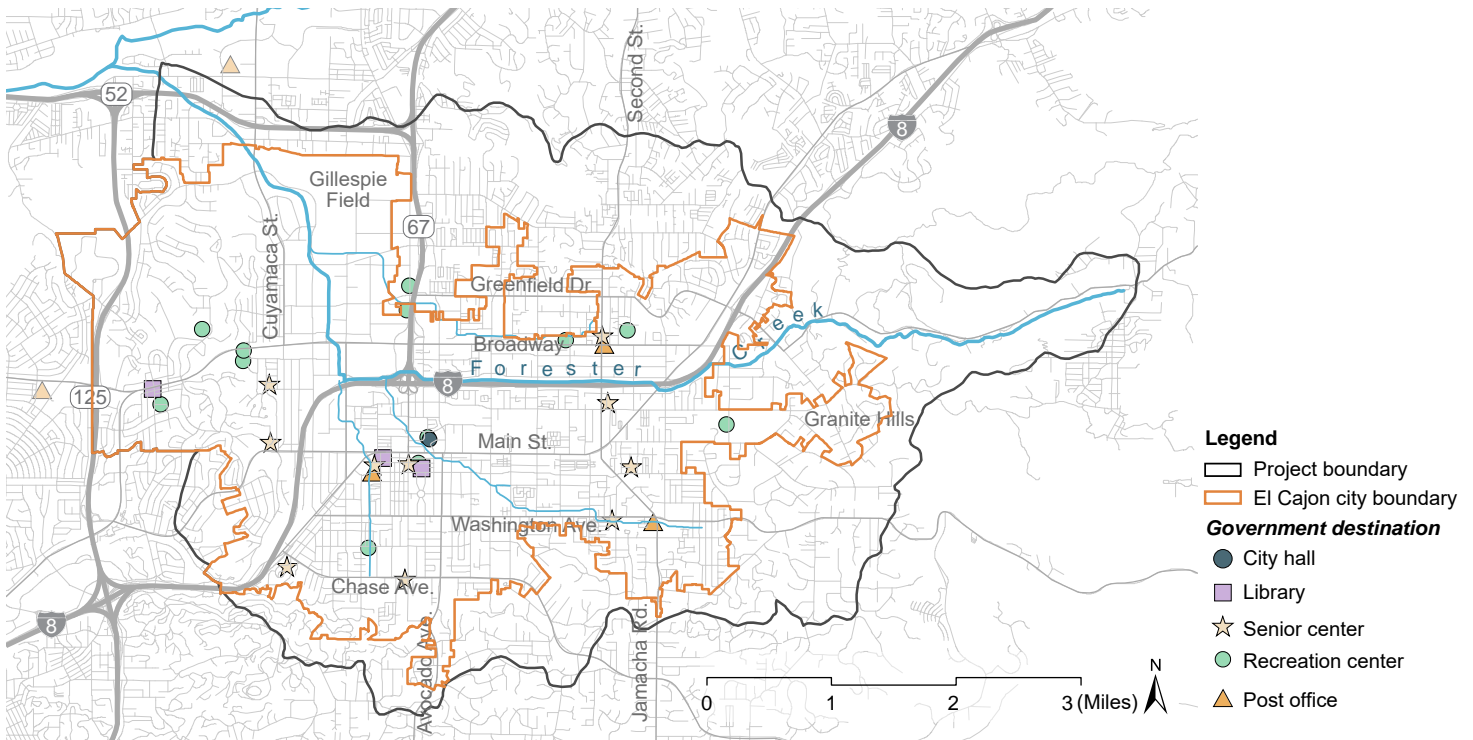 Second St.
52
8
Gillespie
Field
67
Cuyamaca St.
Greenfield Dr.
Creek
Broadway
Forester
8
125
Granite Hills
Main St.
Washington Ave.
Chase Ave.
8
Avocado Ave.
Jamacha Rd.
N
0 1 2 3 (Miles)
Legend
Project boundary
El Cajon city boundary
Government destination
City hall
Library
Senior center
Recreation center
Post office